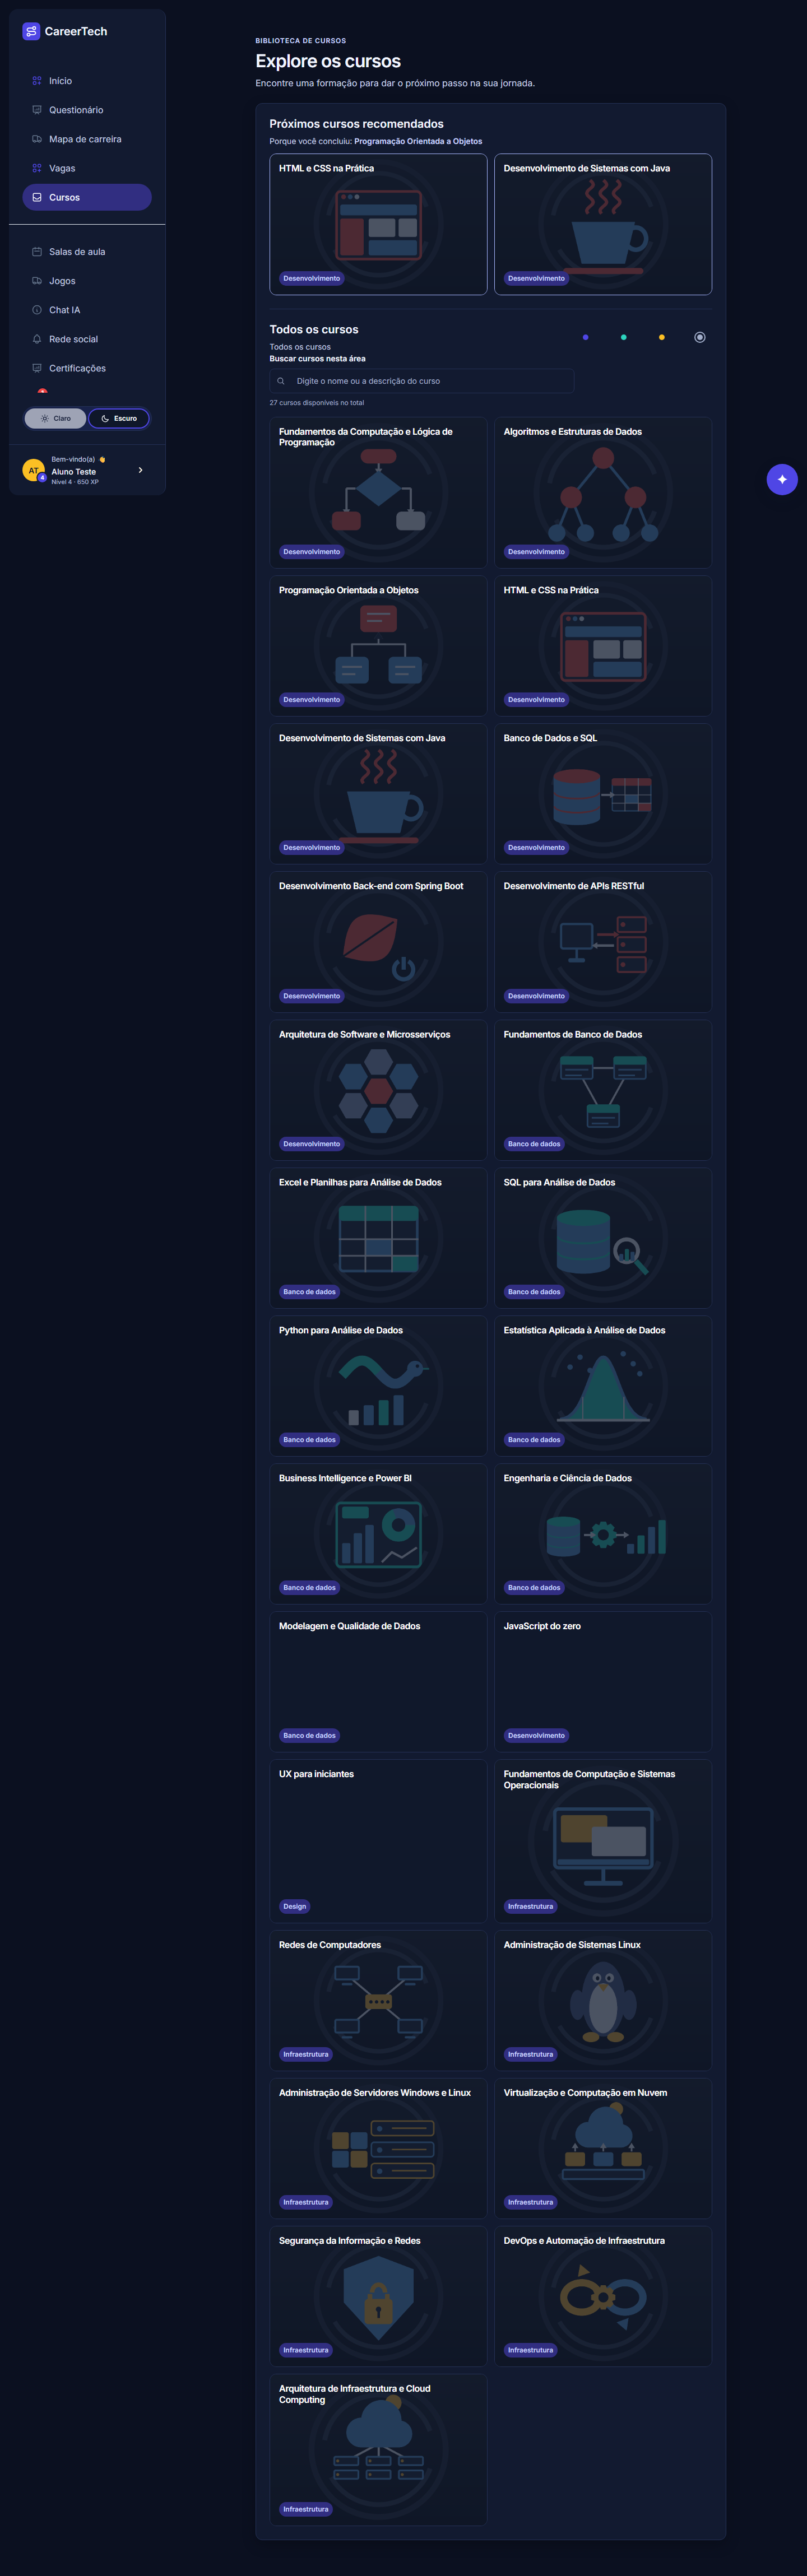 CareerTech
Início
Questionário
Mapa de carreira
Vagas
Cursos
Salas de aula
Jogos
Chat IA
Rede social
Certificações
Claro
Escuro
AT
4
Bem-vindo(a) 👋
Aluno Teste
Nível 4 · 650 XP
BIBLIOTECA DE CURSOS
Explore os cursos
Encontre uma formação para dar o próximo passo na sua jornada.
Próximos cursos recomendados
Porque você concluiu: Programação Orientada a Objetos
HTML e CSS na Prática
Desenvolvimento
Desenvolvimento de Sistemas com Java
Desenvolvimento
Todos os cursos
Todos os cursos
Buscar cursos nesta área
Digite o nome ou a descrição do curso
27 cursos disponíveis no total
Fundamentos da Computação e Lógica de
Programação
Desenvolvimento
Algoritmos e Estruturas de Dados
Desenvolvimento
Programação Orientada a Objetos
Desenvolvimento
HTML e CSS na Prática
Desenvolvimento
Desenvolvimento de Sistemas com Java
Desenvolvimento
Banco de Dados e SQL
Desenvolvimento
Desenvolvimento Back-end com Spring Boot
Desenvolvimento
Desenvolvimento de APIs RESTful
Desenvolvimento
Arquitetura de Software e Microsserviços
Desenvolvimento
Fundamentos de Banco de Dados
Banco de dados
Excel e Planilhas para Análise de Dados
Banco de dados
SQL para Análise de Dados
Banco de dados
Python para Análise de Dados
Banco de dados
Estatística Aplicada à Análise de Dados
Banco de dados
Business Intelligence e Power BI
Banco de dados
Engenharia e Ciência de Dados
Banco de dados
Modelagem e Qualidade de Dados
Banco de dados
JavaScript do zero
Desenvolvimento
UX para iniciantes
Design
Fundamentos de Computação e Sistemas
Operacionais
Infraestrutura
Redes de Computadores
Infraestrutura
Administração de Sistemas Linux
Infraestrutura
Administração de Servidores Windows e Linux
Infraestrutura
Virtualização e Computação em Nuvem
Infraestrutura
Segurança da Informação e Redes
Infraestrutura
DevOps e Automação de Infraestrutura
Infraestrutura
Arquitetura de Infraestrutura e Cloud
Computing
Infraestrutura